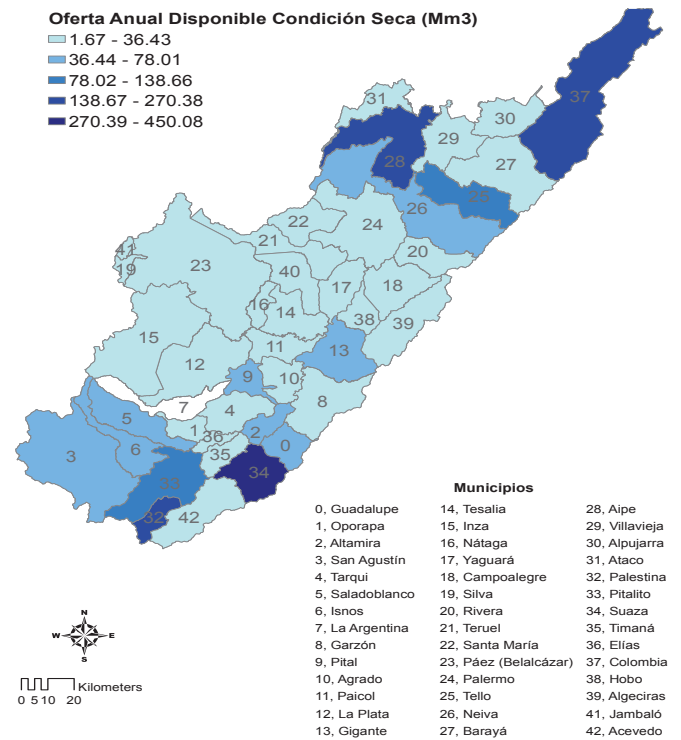 Oferta Anual Disponible Condición Seca (Mm3)
1.67 - 36.43
36.44 - 78.01
78.02 - 138.66
138.67 - 270.38
270.39 - 450.08
37
31
30
29
28
27
25
26
22
24
21
20
41
19
23
40
17
18
16
14
38
39
15
11
13
12
9
10
8
7
4
5
1
36
2
0
3
6
35
34
33
32
42
Municipios
0, Guadalupe
1, Oporapa
2, Altamira
3, San Agustín
4, Tarqui
5, Saladoblanco
6, Isnos
7, La Argentina
8, Garzón
9, Pital
10, Agrado
11, Paicol
12, La Plata
13, Gigante
14, Tesalia
15, Inza
16, Nátaga
17, Yaguará
18, Campoalegre
19, Silva
20, Rivera
21, Teruel
22, Santa María
23, Páez (Belalcázar)
24, Palermo
25, Tello
26, Neiva
27, Barayá
28, Aipe
29, Villavieja
30, Alpujarra
31, Ataco
32, Palestina
33, Pitalito
34, Suaza
35, Timaná
36, Elías
37, Colombia
38, Hobo
39, Algeciras
41, Jambaló
42, Acevedo
N
W E
S
Kilometers
0 5 10 20